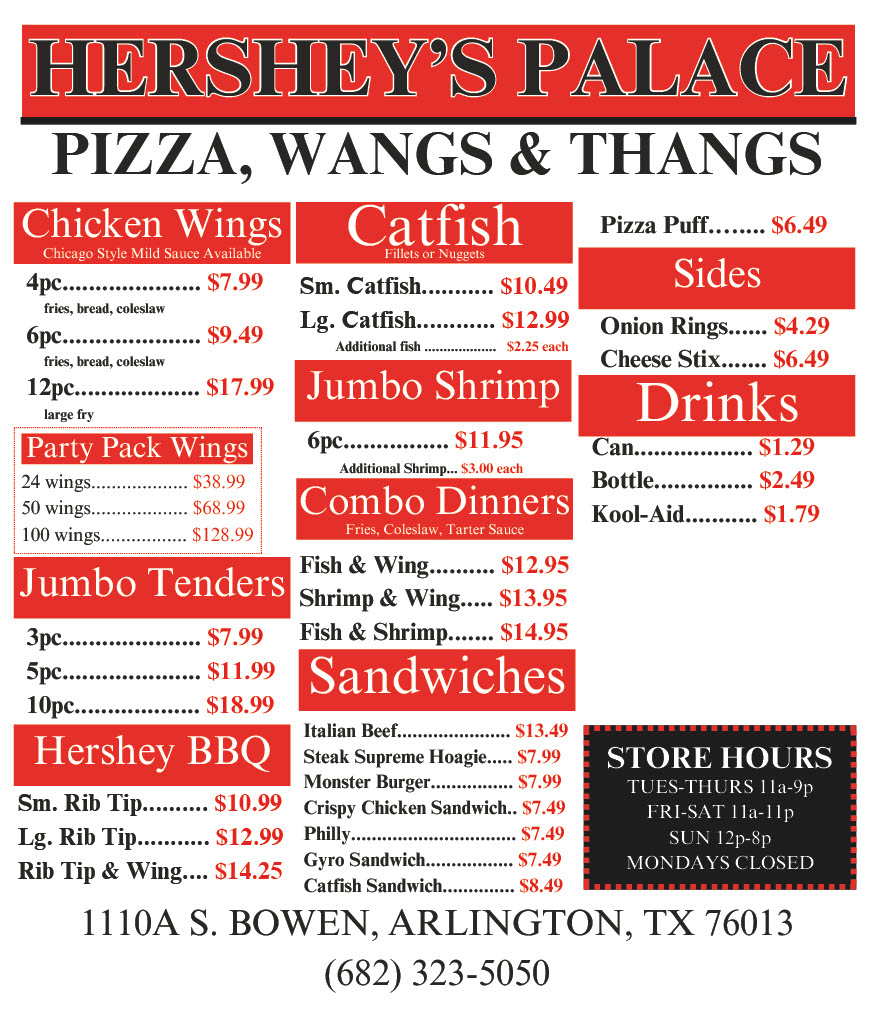 HERSHEY'S PALACE
PIZZA, WANGS & THANGS
Chicken Wings
Chicago Style Mild Sauce Available
4pc...................... $7.99
fries, bread, coleslaw
6pc...................... $9.49
fries, bread, coleslaw
12pc.................... $17.99
large fry
Party Pack Wings
24 wings................... $38.99
50 wings................... $68.99
100 wings................. $128.99
Jumbo Tenders
3pc...................... $7.99
5pc...................... $11.99
10pc.................... $18.99
Hershey BBQ
Sm. Rib Tip.......... $10.99
Lg. Rib Tip........... $12.99
Rib Tip & Wing.... $14.25
Catfish
Fillets or Nuggets
Sm. Catfish........... $10.49
Lg. Catfish............ $12.99
Additional fish ................... $2.25 each
Jumbo Shrimp
6pc................. $11.95
Additional Shrimp... $3.00 each
Combo Dinners
Fries, Coleslaw, Tarter Sauce
Fish & Wing.......... $12.95
Shrimp & Wing..... $13.95
Fish & Shrimp....... $14.95
Sandwiches
Italian Beef....................... $13.49
Steak Supreme Hoagie..... $7.99
Monster Burger................. $7.99
Crispy Chicken Sandwich.. $7.49
Philly................................. $7.49
Gyro Sandwich.................. $7.49
Catfish Sandwich............... $8.49
Pizza Puff........ $6.49
Sides
Onion Rings...... $4.29
Cheese Stix....... $6.49
Drinks
Can.................. $1.29
Bottle............... $2.49
Kool-Aid........... $1.79
STORE HOURS
TUES-THURS 11a-9p
FRI-SAT 11a-11p
SUN 12p-8p
MONDAYS CLOSED
1110A S. BOWEN, ARLINGTON, TX 76013
(682) 323-5050